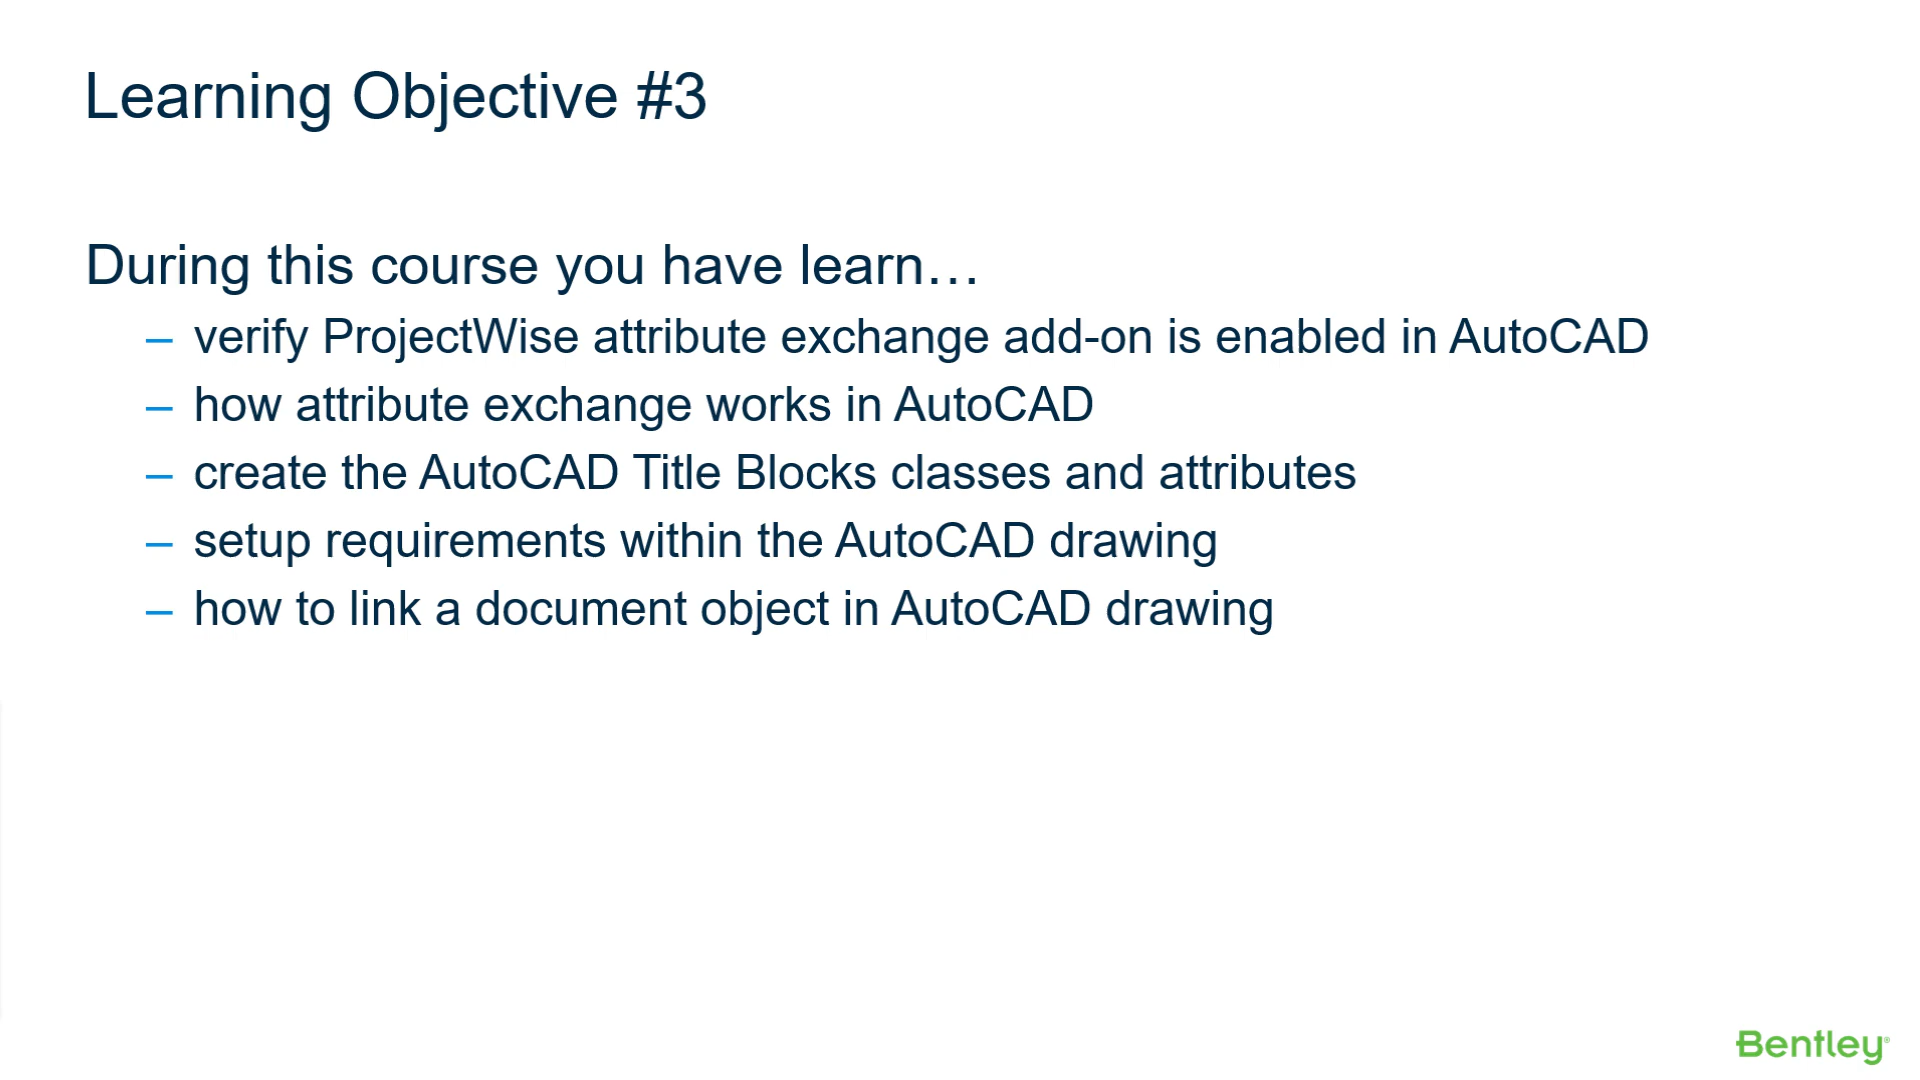 Learning Objective #3
During this course you have learn…
– verify ProjectWise attribute exchange add-on is enabled in AutoCAD
– how attribute exchange works in AutoCAD
– create the AutoCAD Title Blocks classes and attributes
– setup requirements within the AutoCAD drawing
– how to link a document object in AutoCAD drawing
Bentley®